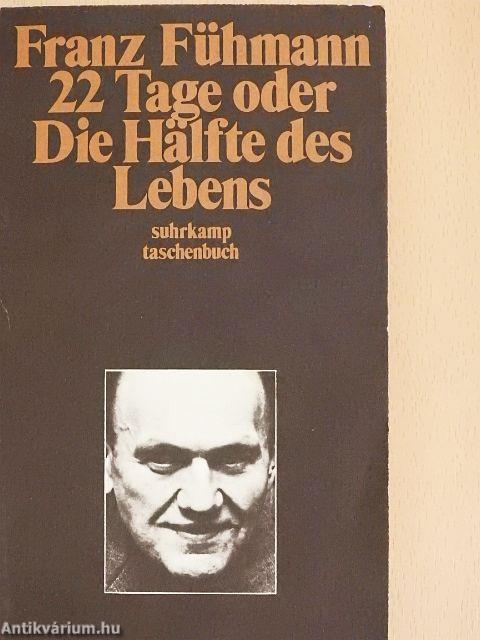 Franz Fühmann
22 Tage oder
Die Hälfte des
Lebens
suhrkamp
taschenbuch
Antikvárium.hu